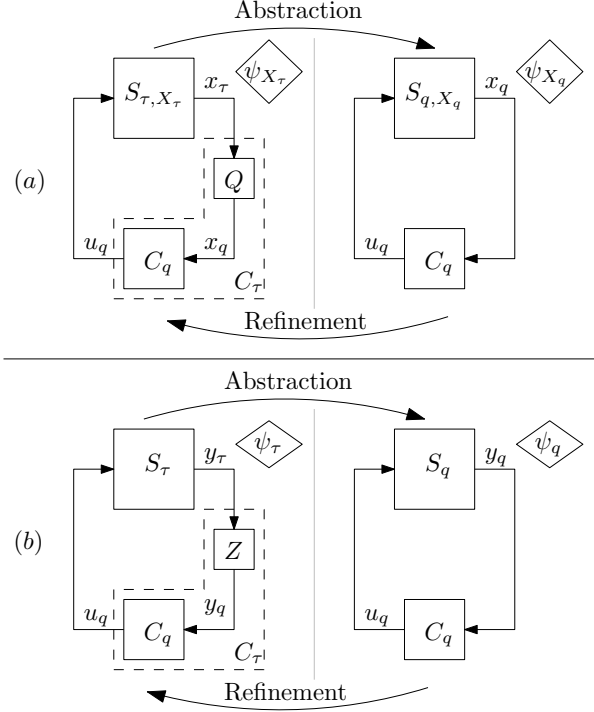 Abstraction
S_{τ,X_τ} x_τ ψ_{X_τ} S_{q,X_q} x_q ψ_{X_q}
(a)
Q
u_q C_q x_q C_τ u_q C_q
Refinement
Abstraction
S_τ y_τ ψ_τ S_q y_q ψ_q
(b)
Z
u_q C_q y_q C_τ u_q C_q
Refinement